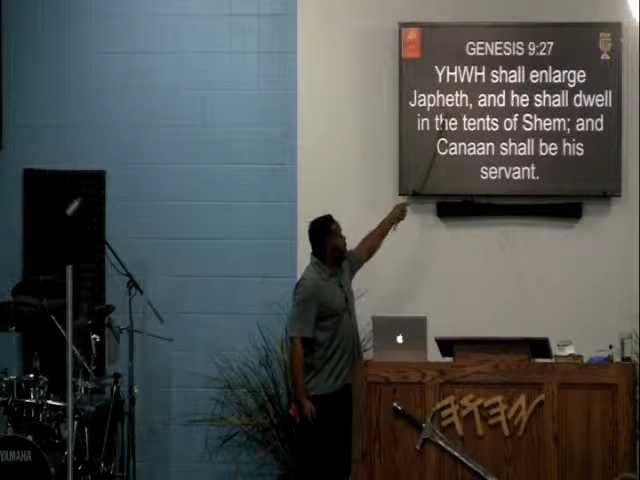 GENESIS 9:27
YHWH shall enlarge
Japheth, and he shall dwell
in the tents of Shem; and
Canaan shall be his
servant.
𐤉𐤄𐤅𐤄
YAMAHA